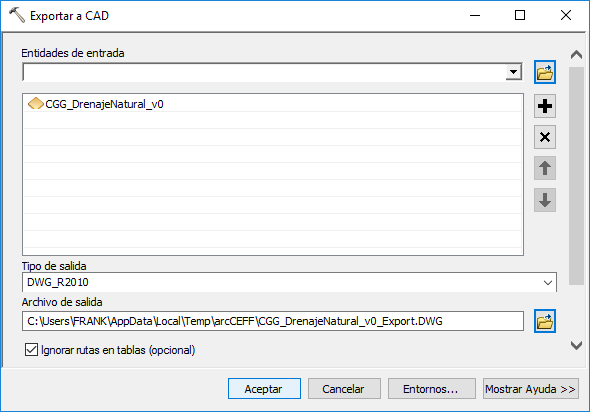 Exportar a CAD
Entidades de entrada
CGG_DrenajeNatural_v0
Tipo de salida
DWG_R2010
Archivo de salida
C:\Users\FRANK\AppData\Local\Temp\arcCEFF\CGG_DrenajeNatural_v0_Export.DWG
Ignorar rutas en tablas (opcional)
Aceptar Cancelar Entornos... Mostrar Ayuda >>